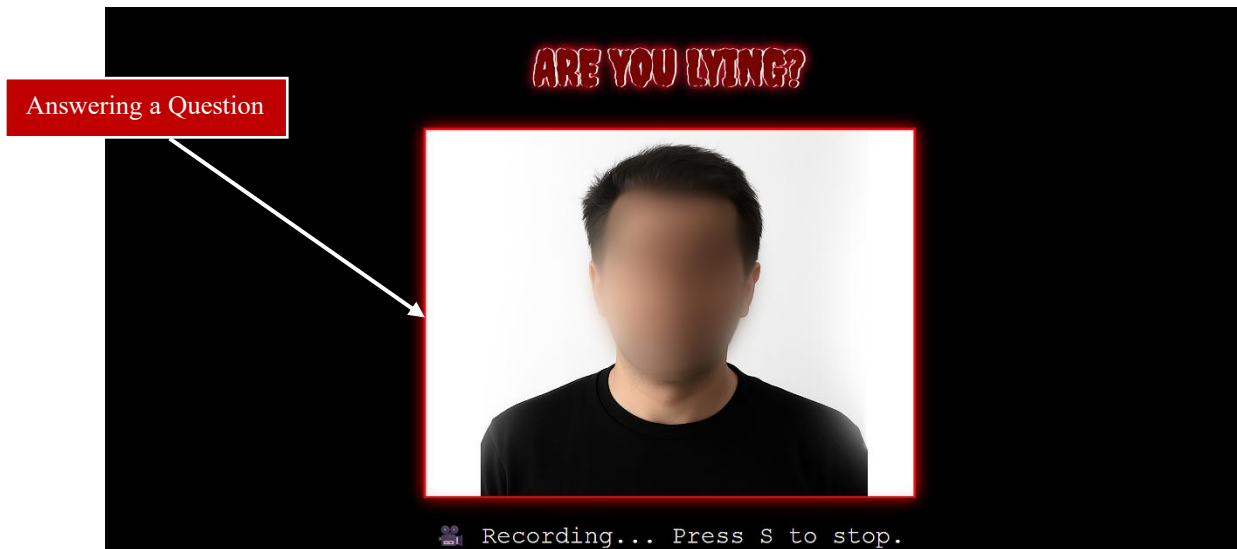 ARE YOU LYING?
Answering a Question
🎥 Recording... Press S to stop.